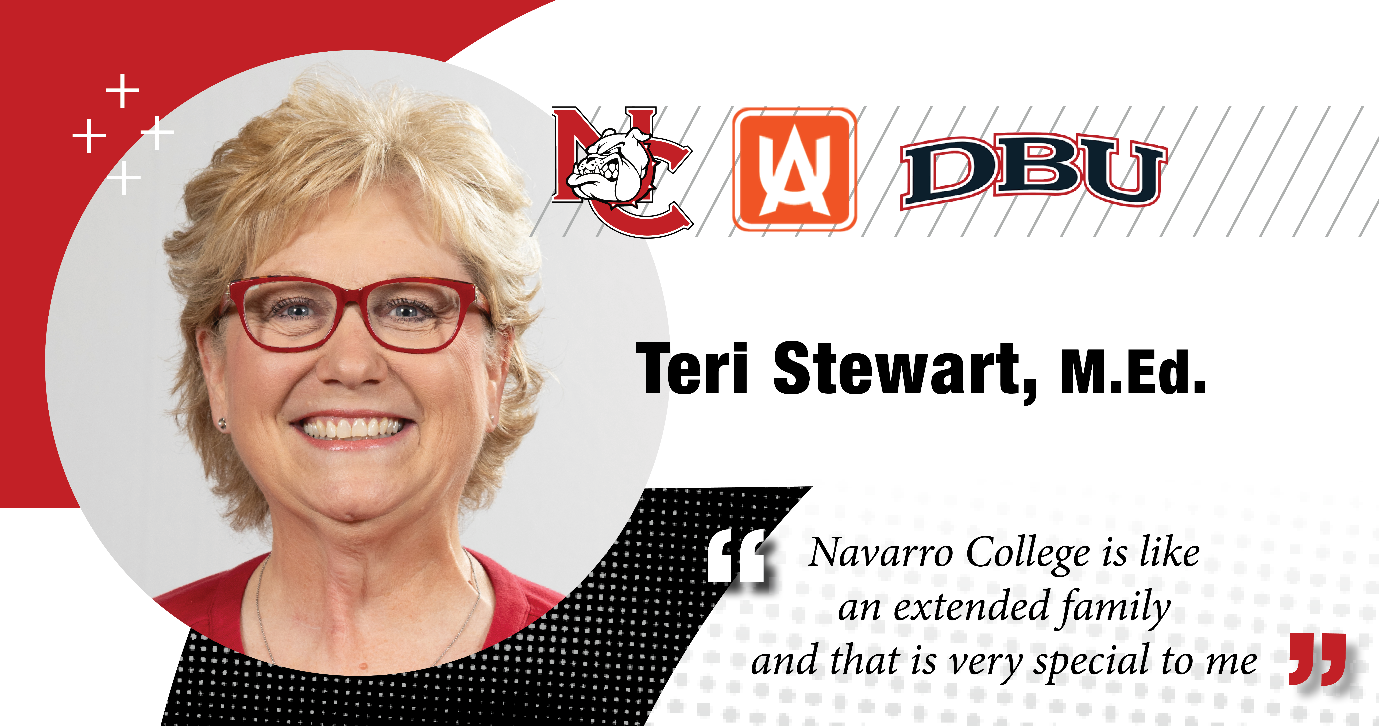 NC
UA
DBU
Teri Stewart, M.Ed.
“ Navarro College is like
an extended family
and that is very special to me ”